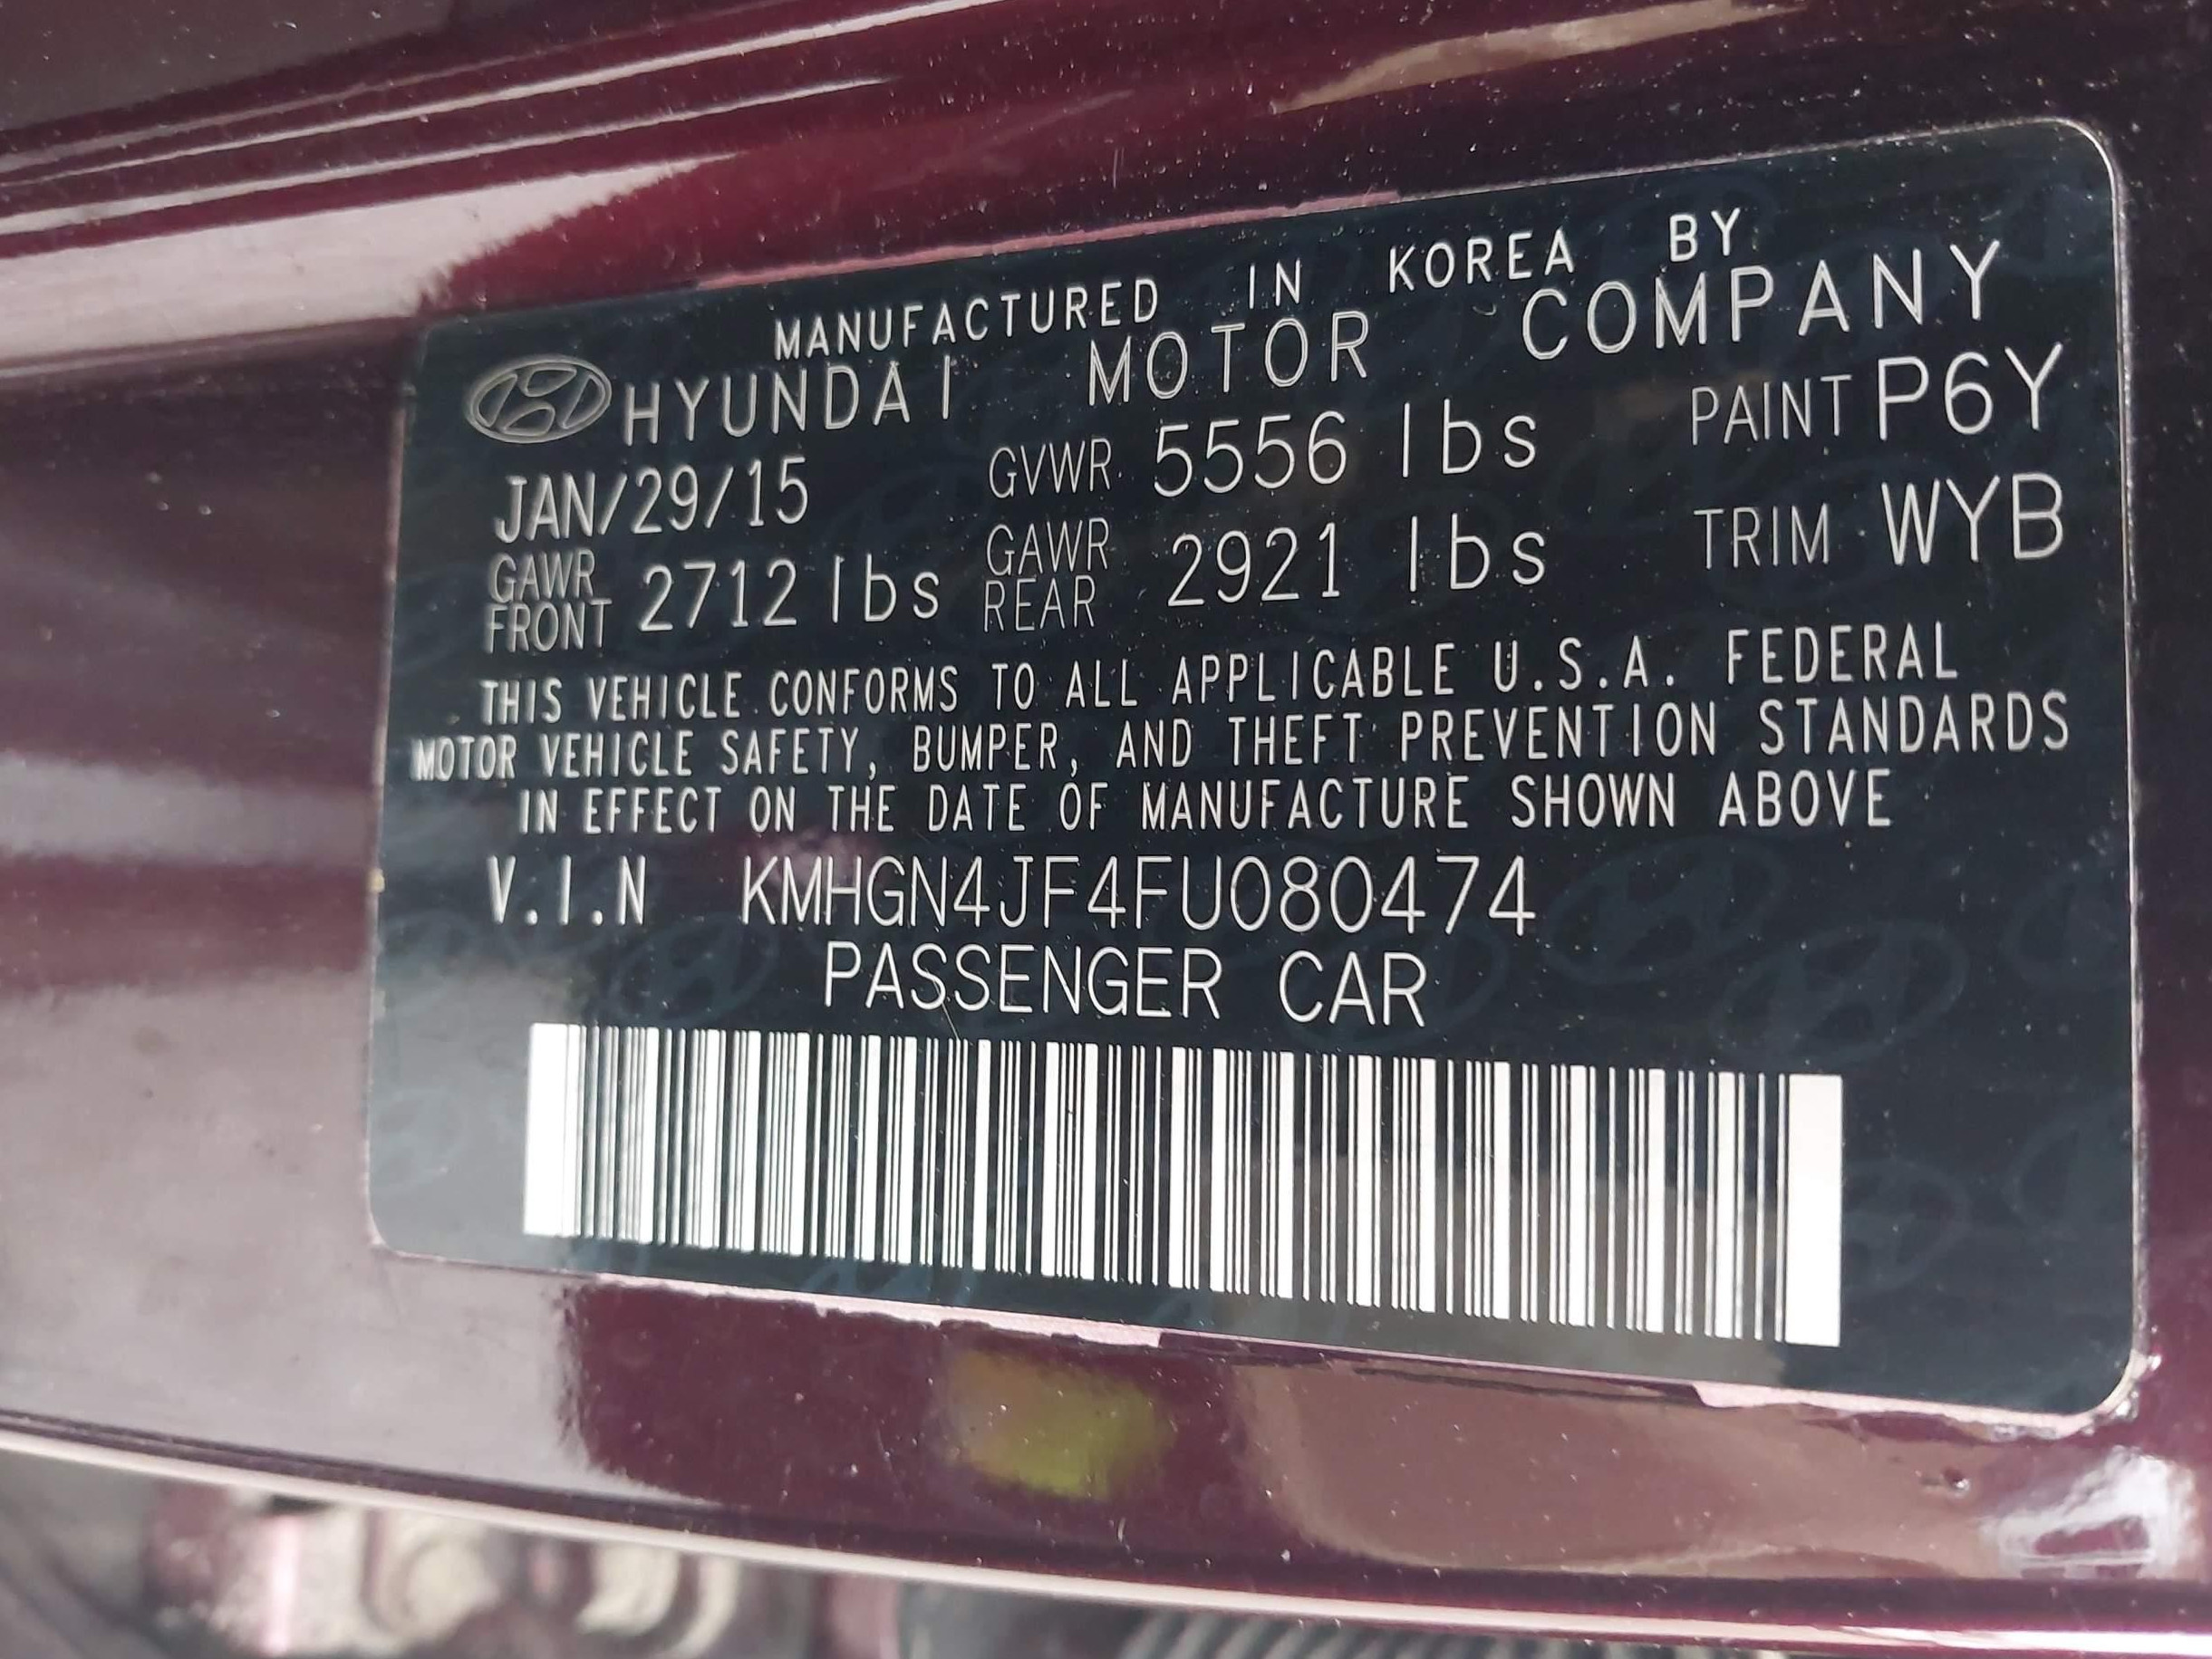 MANUFACTURED IN KOREA BY
HYUNDAI MOTOR COMPANY
JAN/29/15 GVWR 5556 lbs PAINT P6Y
GAWR FRONT 2712 lbs GAWR REAR 2921 lbs TRIM WYB
THIS VEHICLE CONFORMS TO ALL APPLICABLE U.S.A. FEDERAL
MOTOR VEHICLE SAFETY, BUMPER, AND THEFT PREVENTION STANDARDS
IN EFFECT ON THE DATE OF MANUFACTURE SHOWN ABOVE
V.I.N KMHGN4JF4FU080474
PASSENGER CAR